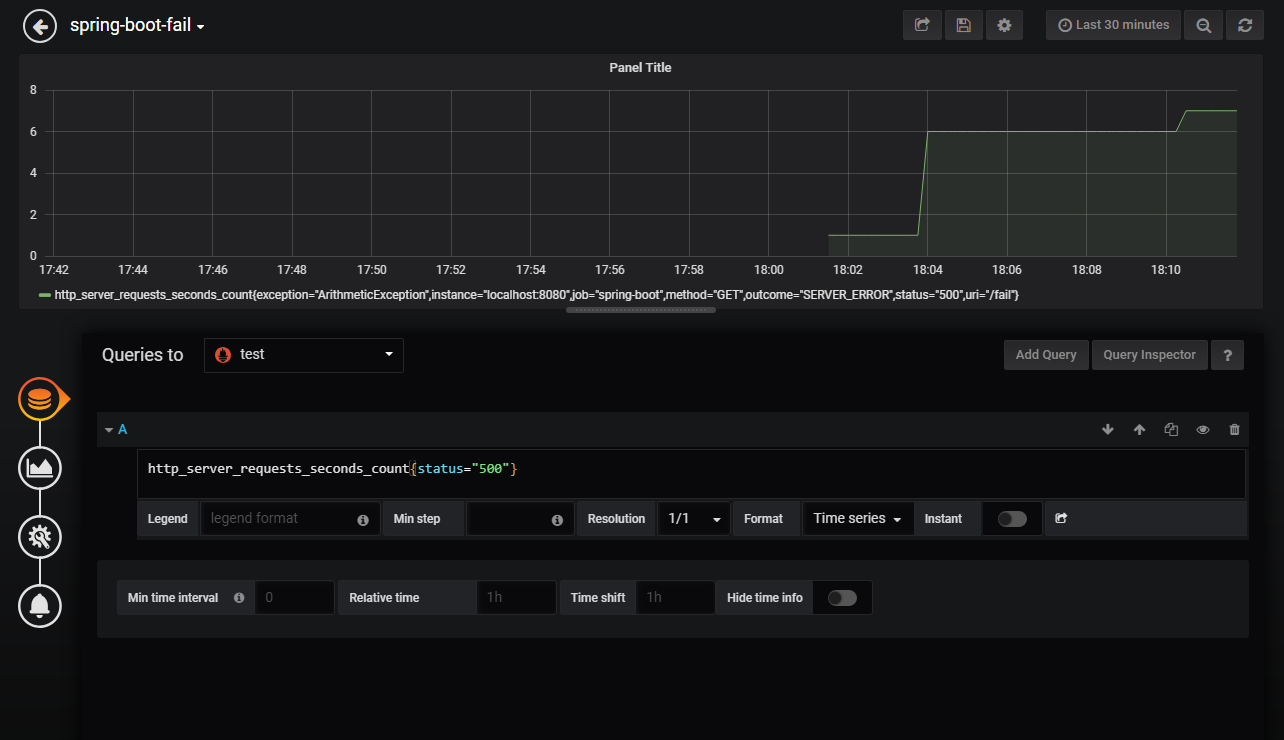 spring-boot-fail
Last 30 minutes
Panel Title
8
6
4
2
0
17:42 17:44 17:46 17:48 17:50 17:52 17:54 17:56 17:58 18:00 18:02 18:04 18:06 18:08 18:10
http_server_requests_seconds_count{exception="ArithmeticException",instance="localhost:8080",job="spring-boot",method="GET",outcome="SERVER_ERROR",status="500",uri="/fail"}
Queries to test Add Query Query Inspector ?
A
http_server_requests_seconds_count{status="500"}
Legend legend format Min step Resolution 1/1 Format Time series Instant
Min time interval 0 Relative time 1h Time shift 1h Hide time info